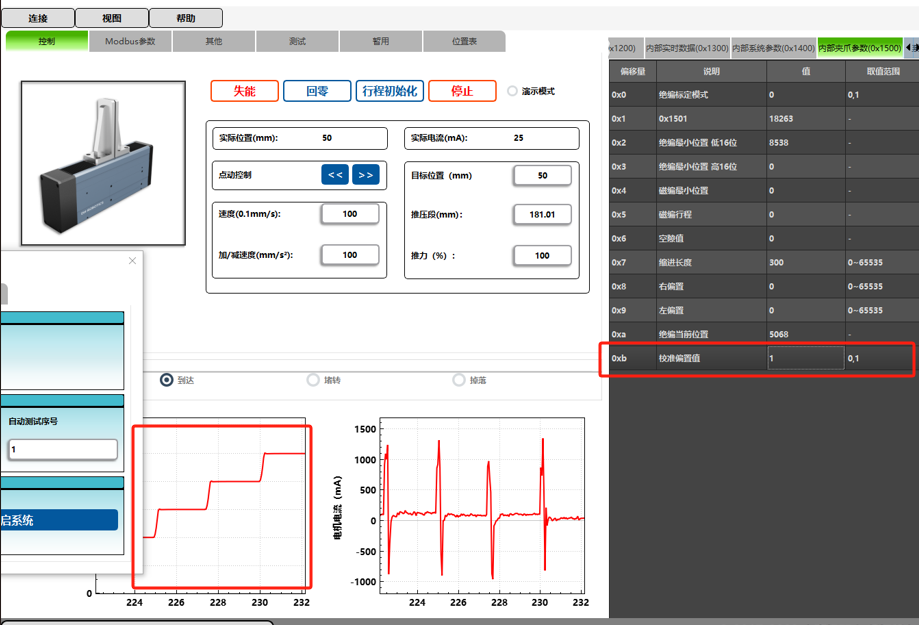 连接 视图 帮助
控制 Modbus参数 其他 测试 暂用 位置表
x1200) 内部实时数据(0x1300) 内部系统参数(0x1400) 内部夹爪参数(0x1500)
失能 回零 行程初始化 停止 演示模式
实际位置(mm): 50 实际电流(mA): 25
点动控制 << >>
速度(0.1mm/s): 100
加/减速度(mm/s²): 100
目标位置（mm） 50
推压段(mm): 181.01
推力（%）: 100
偏移量 说明 值 取值范围
0x0 绝编标定模式 0 0,1
0x1 0x1501 18263 -
0x2 绝编最小位置 低16位 8538 -
0x3 绝编最小位置 高16位 0 -
0x4 磁编最小位置 0 -
0x5 磁编行程 0 -
0x6 空隙值 0 -
0x7 缩进长度 300 0~65535
0x8 右偏置 0 0~65535
0x9 左偏置 0 0~65535
0xa 绝编当前位置 5068 -
0xb 校准偏置值 1 0,1
自动测试序号
1
启系统
到达 堵转 掉落
0
224 226 228 230 232
电机电流（mA）
1500
1000
500
0
-500
-1000
224 226 228 230 232